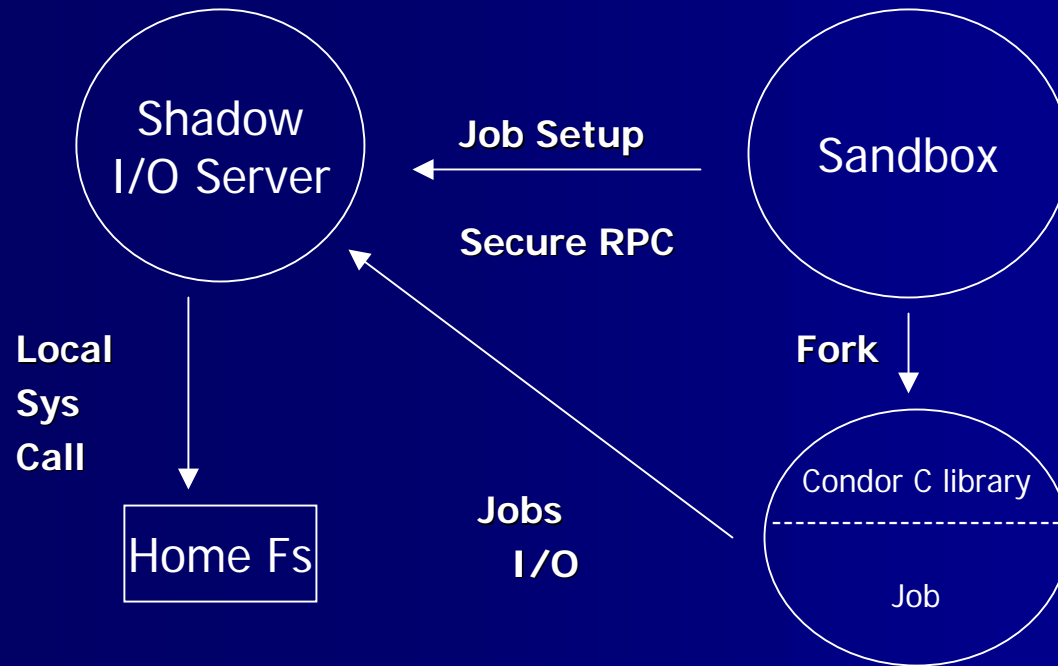 Shadow
I/O Server
Job Setup
Sandbox
Secure RPC
Local
Sys
Call
Fork
Condor C library
Jobs
I/O
Home Fs
Job